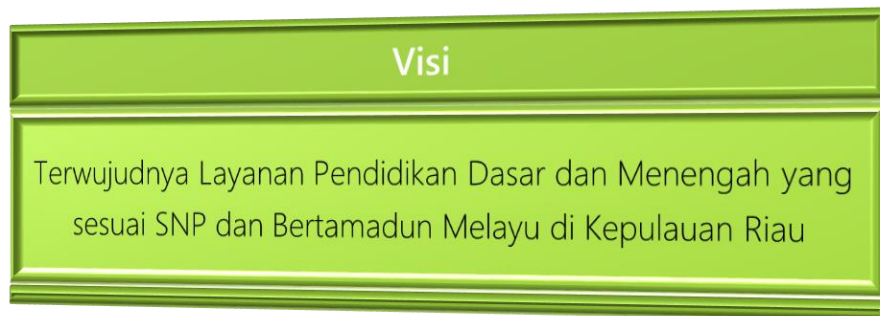 Visi
Terwujudnya Layanan Pendidikan Dasar dan Menengah yang
sesuai SNP dan Bertamadun Melayu di Kepulauan Riau